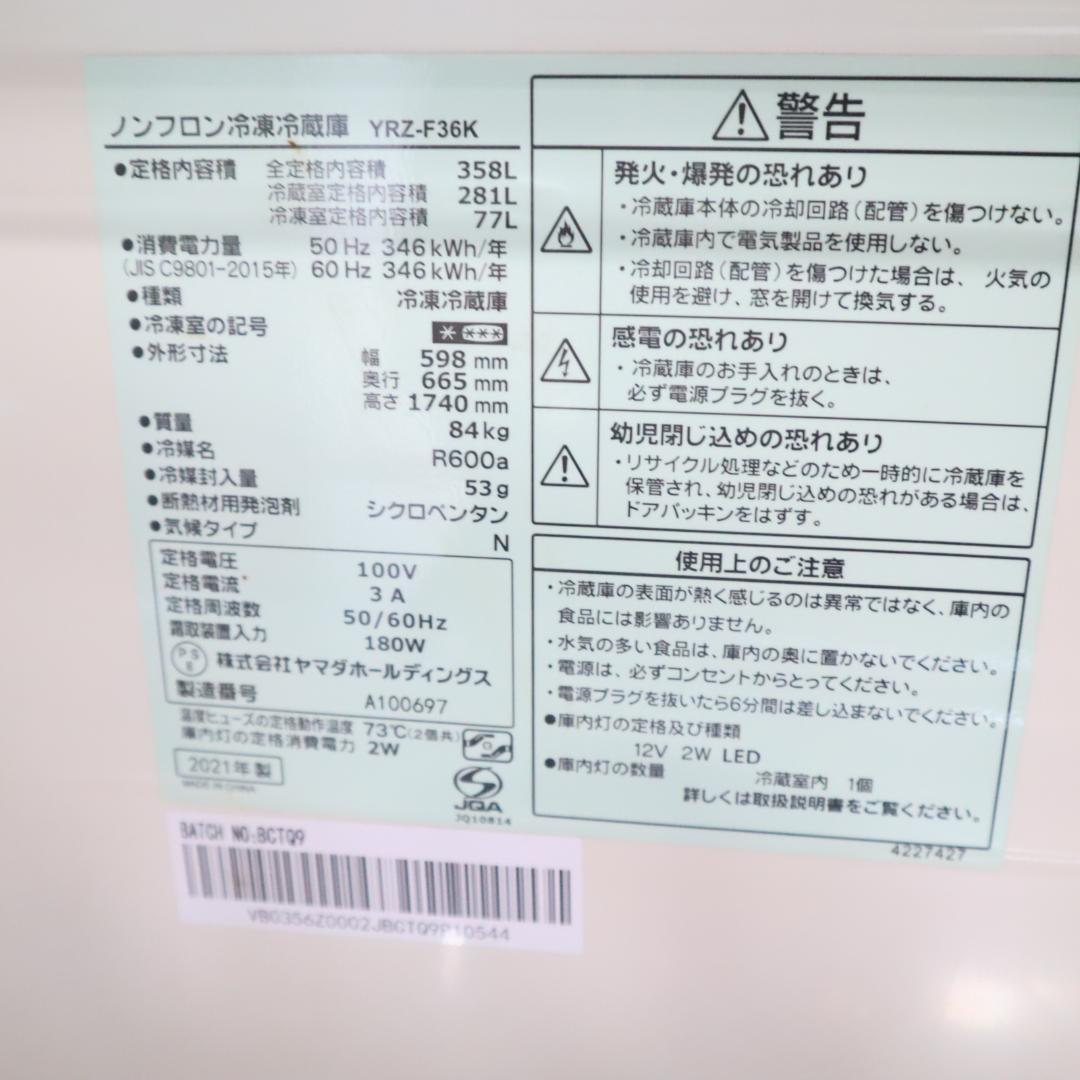 ノンフロン冷凍冷蔵庫 YRZ-F36K
●定格内容積 全定格内容積 358L
冷蔵室定格内容積 281L
冷凍室定格内容積 77L
●消費電力量 50Hz 346kWh/年
(JIS C9801-2015年) 60Hz 346kWh/年
●種類 冷凍冷蔵庫
●冷凍室の記号 * ***
●外形寸法 幅 598mm
奥行 665mm
高さ 1740mm
●質量 84kg
●冷媒名 R600a
●冷媒封入量 53g
●断熱材用発泡剤 シクロペンタン
●気候タイプ N
定格電圧 100V
定格電流* 3A
定格周波数 50/60Hz
霜取装置入力 180W
PSE 株式会社ヤマダホールディングス
製造番号 A100697
温度ヒューズの定格動作温度 73℃(2個共)
庫内灯の定格消費電力 2W
2021年製
MADE IN CHINA
JQA
JQ10814
⚠警告
発火・爆発の恐れあり
・冷蔵庫本体の冷却回路(配管)を傷つけない。
・冷蔵庫内で電気製品を使用しない。
・冷却回路(配管)を傷つけた場合は、火気の
使用を避け、窓を開けて換気する。
感電の恐れあり
・冷蔵庫のお手入れのときは、
必ず電源プラグを抜く。
幼児閉じ込めの恐れあり
・リサイクル処理などのため一時的に冷蔵庫を
保管され、幼児閉じ込めの恐れがある場合は、
ドアパッキンをはずす。
使用上のご注意
・冷蔵庫の表面が熱く感じるのは異常ではなく、庫内の
食品には影響ありません。
・水気の多い食品は、庫内の奥に置かないでください。
・電源は、必ずコンセントからとってください。
・電源プラグを抜いたら6分間は差し込まないでください。
●庫内灯の定格及び種類
12V 2W LED
●庫内灯の数量 冷蔵室内 1個
詳しくは取扱説明書をご覧ください。
4227427
BATCH NO:BCTQ9